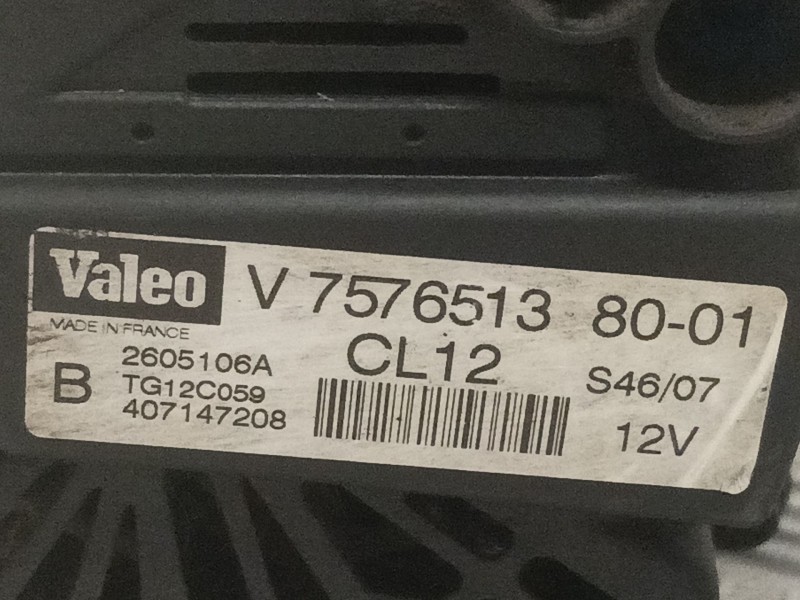 Valeo V 7576513 80-01
MADE IN FRANCE
CL12
B 2605106A
TG12C059
407147208
S46/07
12V